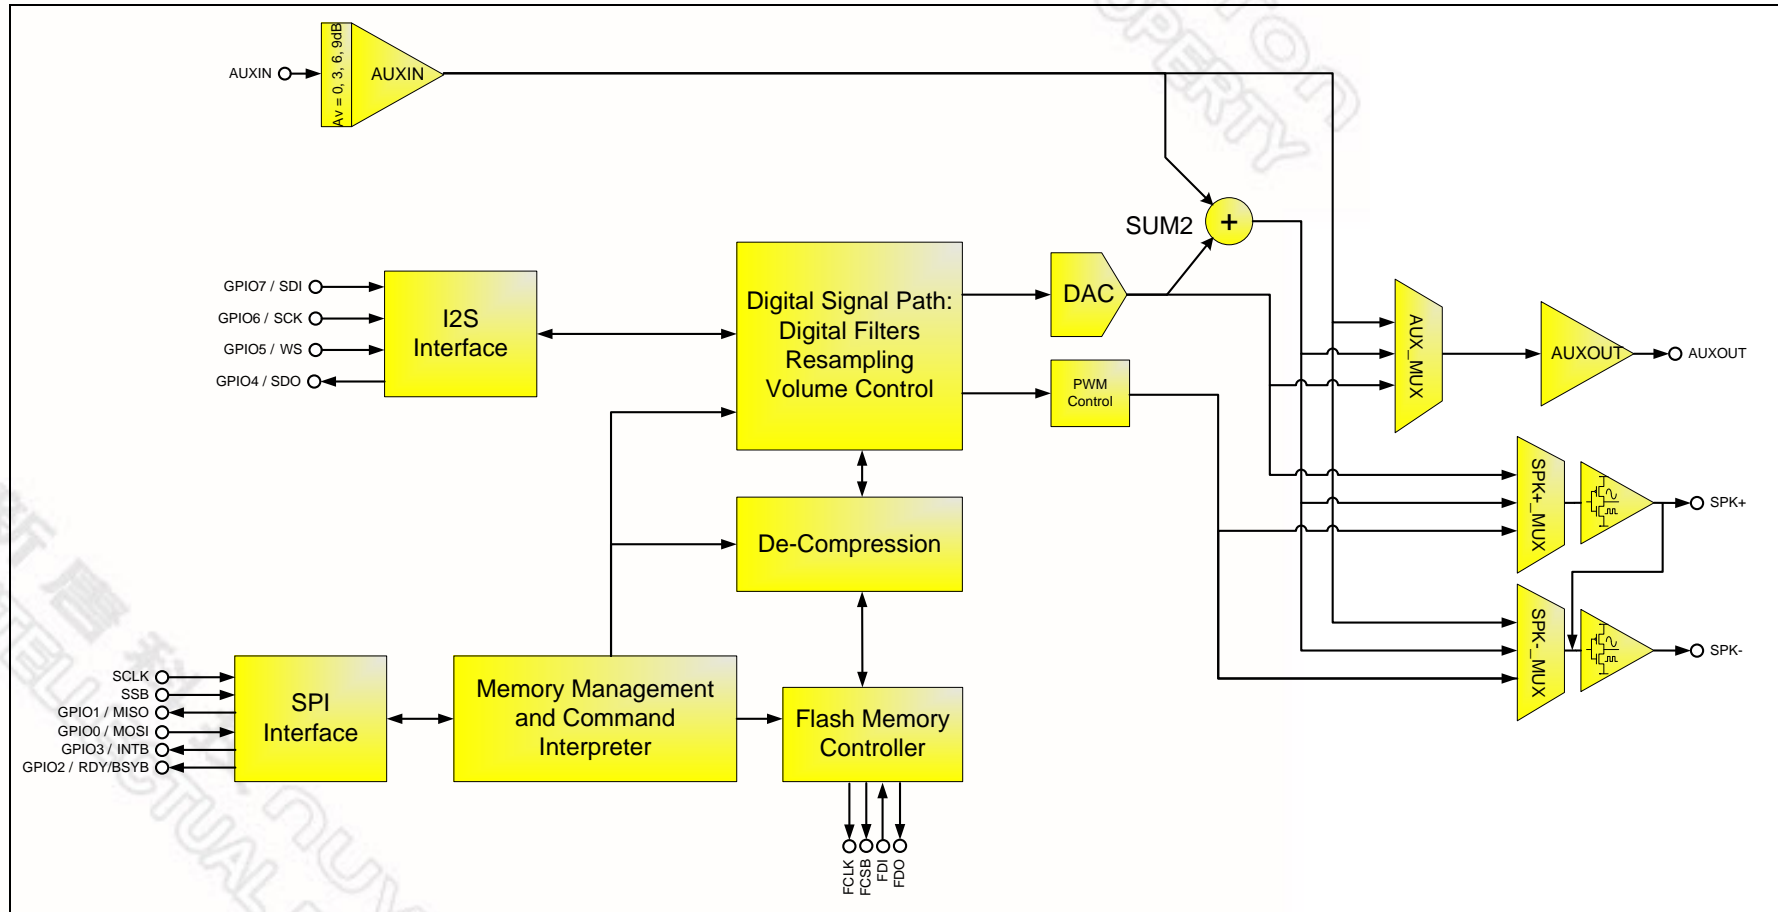 AUXIN
Av = 0, 3, 6, 9dB
AUXIN
SUM2
+
GPIO7 / SDI
GPIO6 / SCK
GPIO5 / WS
GPIO4 / SDO
I2S
Interface
Digital Signal Path:
Digital Filters
Resampling
Volume Control
DAC
PWM
Control
AUX_MUX
AUXOUT
AUXOUT
SPK+_MUX
SPK+
De-Compression
SPK-_MUX
SPK-
SCLK
SSB
GPIO1 / MISO
GPIO0 / MOSI
GPIO3 / INTB
GPIO2 / RDY/BSYB
SPI
Interface
Memory Management
and Command
Interpreter
Flash Memory
Controller
FCLK
FCSB
FDI
FDO